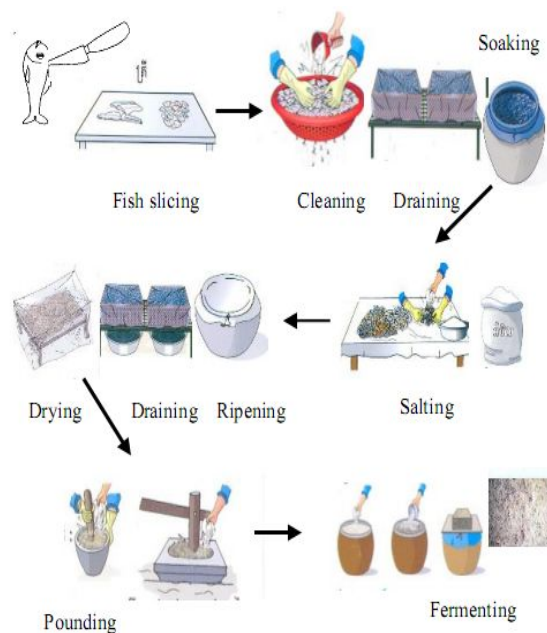 Soaking
Fish slicing
Cleaning
Draining
Drying
Draining
Ripening
Salting
Pounding
Fermenting